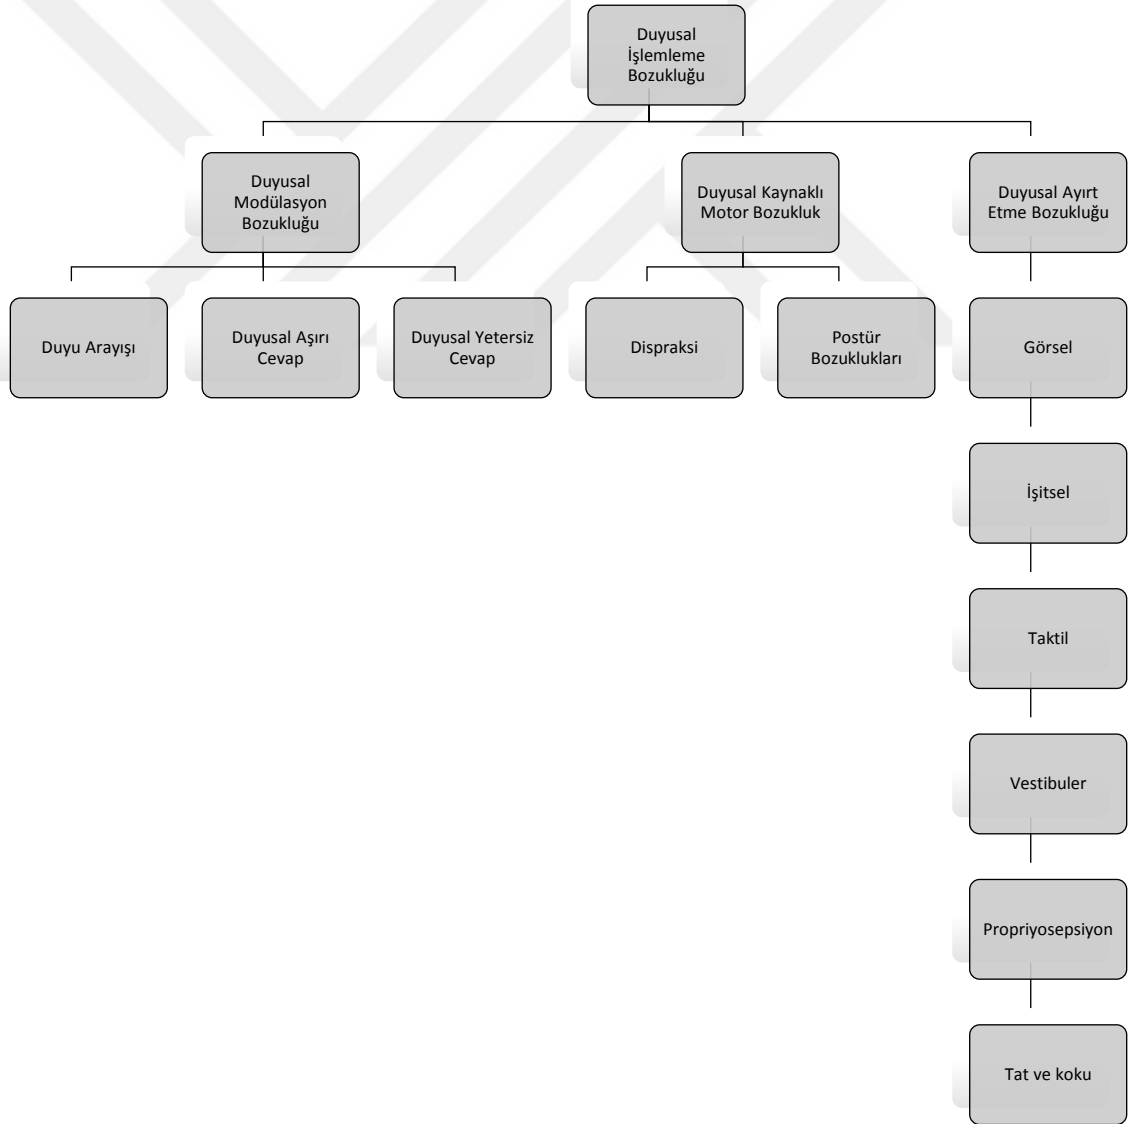 Duyusal
İşlemleme
Bozukluğu
Duyusal
Modülasyon
Bozukluğu
Duyusal Kaynaklı
Motor Bozukluk
Duyusal Ayırt
Etme Bozukluğu
Duyu Arayışı
Duyusal Aşırı
Cevap
Duyusal Yetersiz
Cevap
Dispraksi
Postür
Bozuklukları
Görsel
İşitsel
Taktil
Vestibuler
Propriyosepsiyon
Tat ve koku